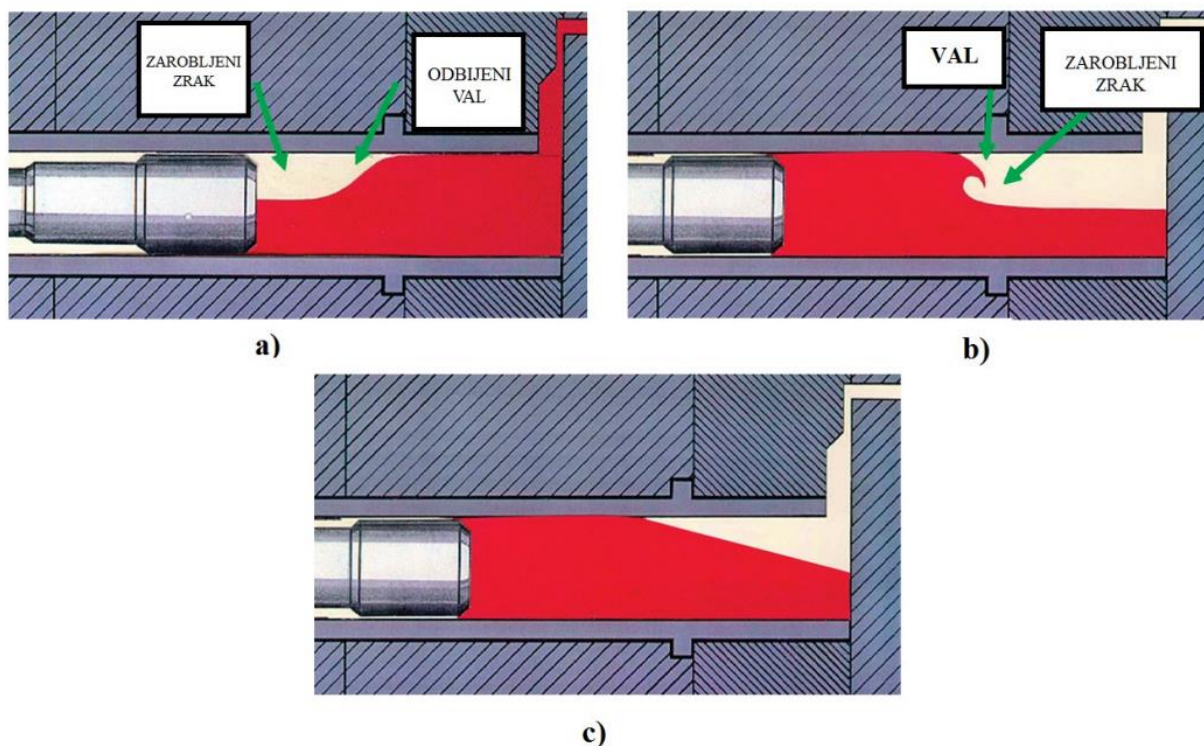 ZAROBLJENI
ZRAK
ODBIJENI
VAL
a)
VAL
ZAROBLJENI
ZRAK
b)
c)